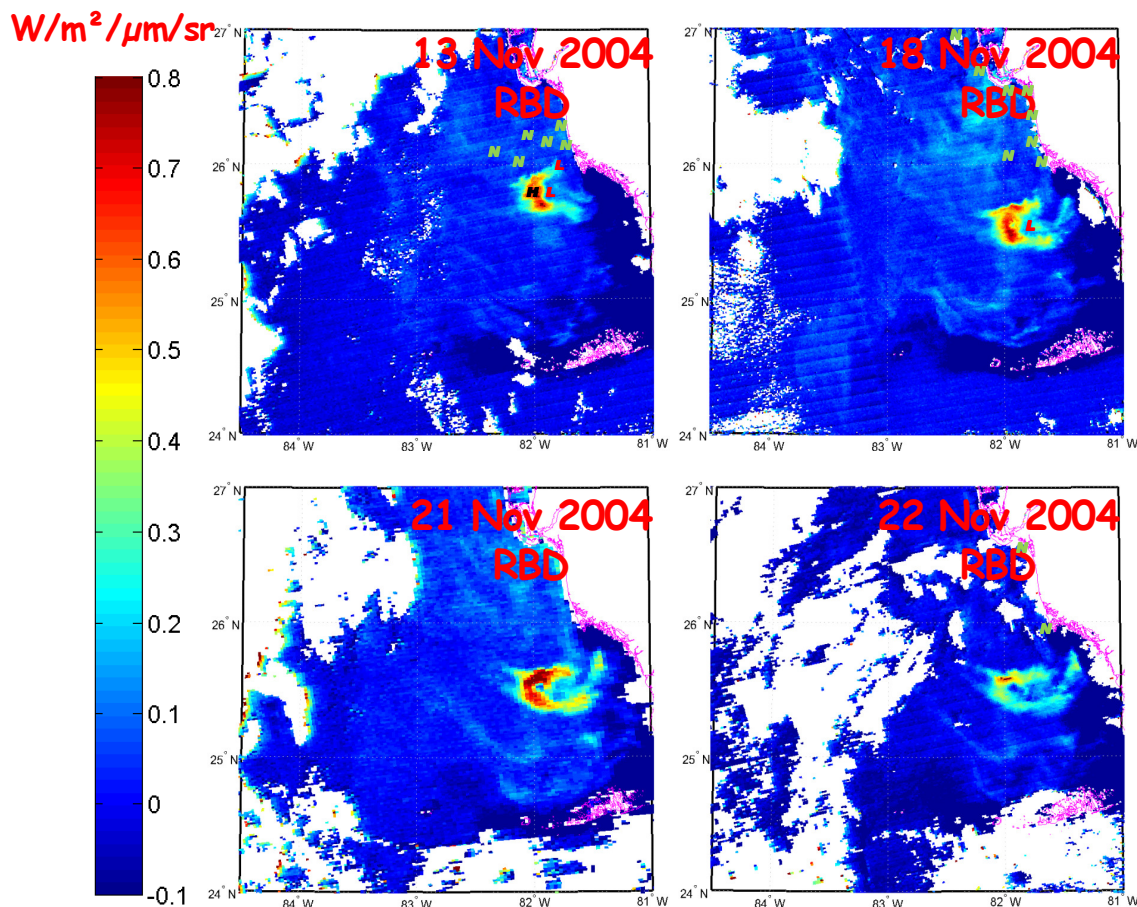 W/m²/µm/sr
0.8
0.7
0.6
0.5
0.4
0.3
0.2
0.1
0
-0.1
13 Nov 2004
RBD
27° N
26° N
25° N
24° N
84° W
83° W
82° W
81° W
N
N
N
N
N
N
L
H L
18 Nov 2004
RBD
27° N
26° N
25° N
24° N
84° W
83° W
82° W
81° W
N
N
N N
N
N
N
N
L
21 Nov 2004
RBD
27° N
26° N
25° N
24° N
84° W
83° W
82° W
81° W
22 Nov 2004
RBD
27° N
26° N
25° N
24° N
84° W
83° W
82° W
81° W
N
N